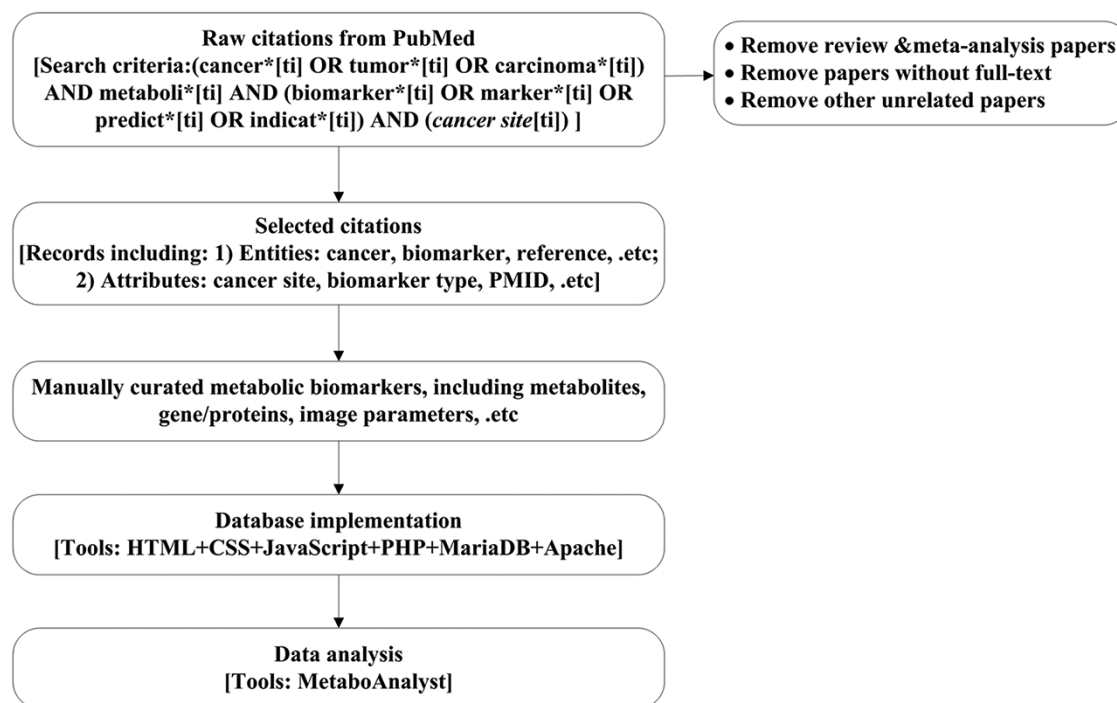 Raw citations from PubMed
[Search criteria:(cancer*[ti] OR tumor*[ti] OR carcinoma*[ti])
AND metaboli*[ti] AND (biomarker*[ti] OR marker*[ti] OR
predict*[ti] OR indicat*[ti]) AND (cancer site[ti]) ]
• Remove review &meta-analysis papers
• Remove papers without full-text
• Remove other unrelated papers
Selected citations
[Records including: 1) Entities: cancer, biomarker, reference, .etc;
2) Attributes: cancer site, biomarker type, PMID, .etc]
Manually curated metabolic biomarkers, including metabolites,
gene/proteins, image parameters, .etc
Database implementation
[Tools: HTML+CSS+JavaScript+PHP+MariaDB+Apache]
Data analysis
[Tools: MetaboAnalyst]